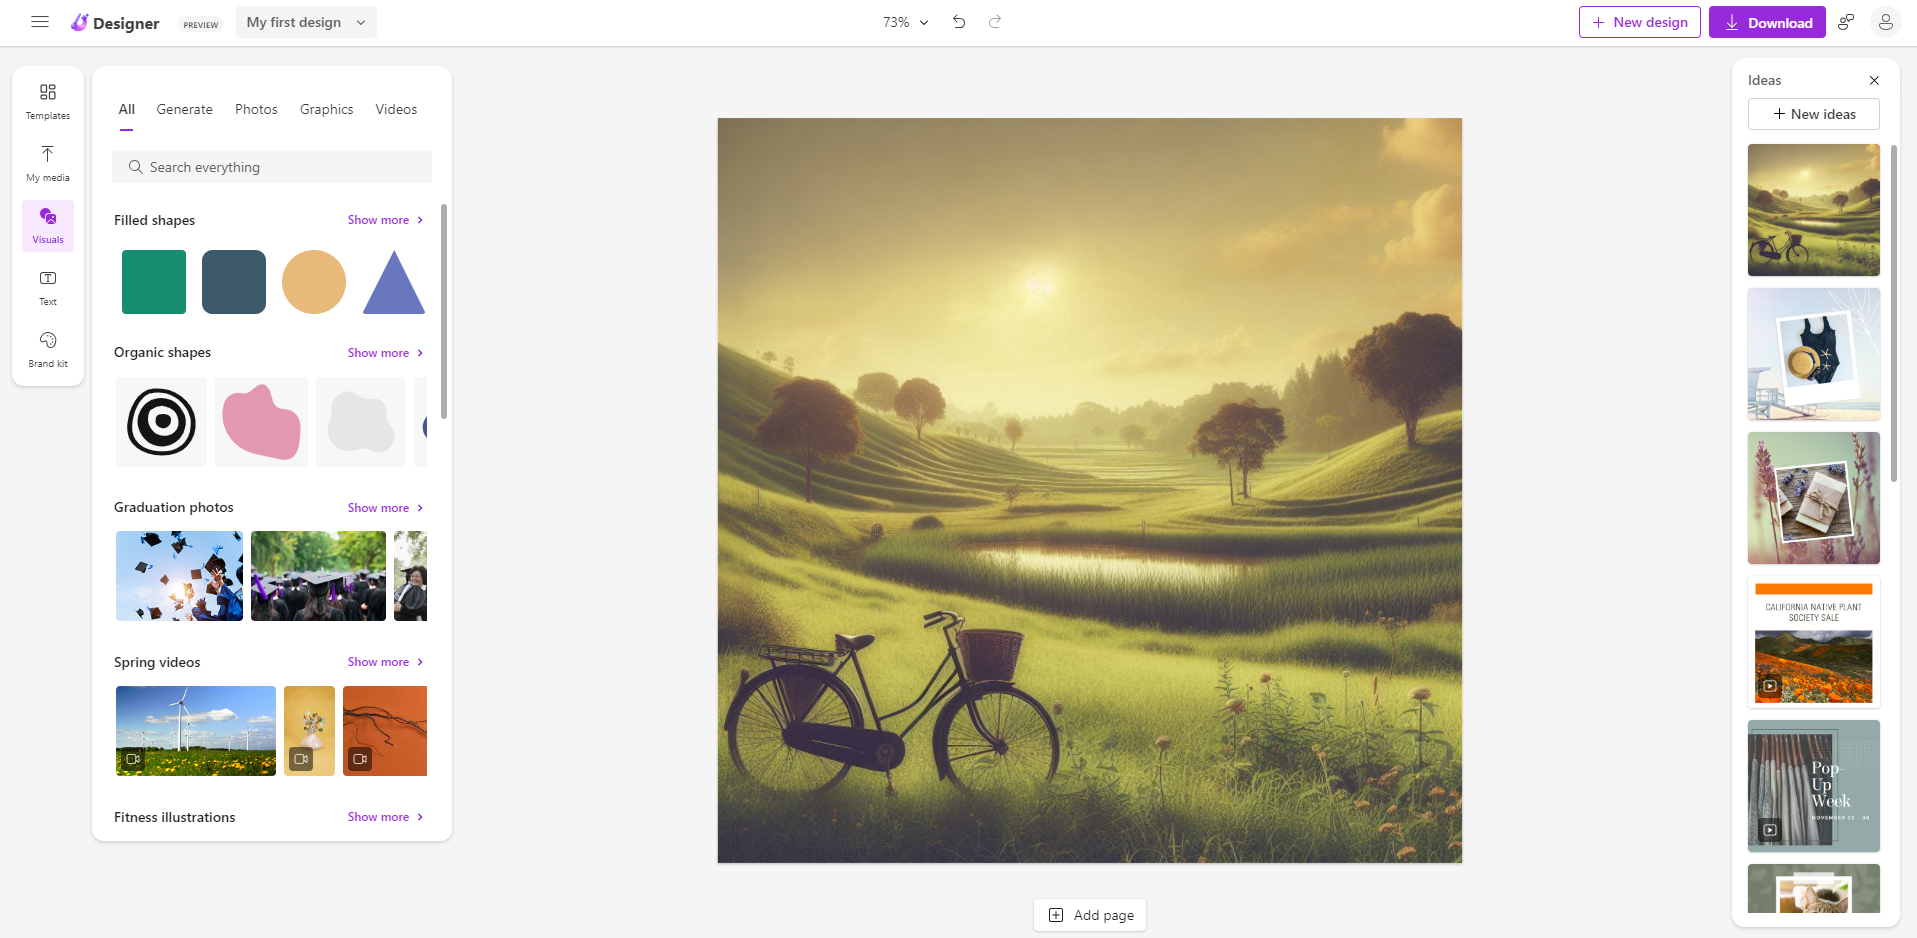 Designer
PREVIEW
My first design
73%
New design
Download
Templates
My media
Visuals
Text
Brand kit
All
Generate
Photos
Graphics
Videos
Search everything
Filled shapes
Show more
Organic shapes
Show more
Graduation photos
Show more
Spring videos
Show more
Fitness illustrations
Show more
Add page
Ideas
New ideas
CALIFORNIA NATIVE PLANT
SOCIETY SALE
Pop-
Up
Week
NOVEMBER 23 - 30